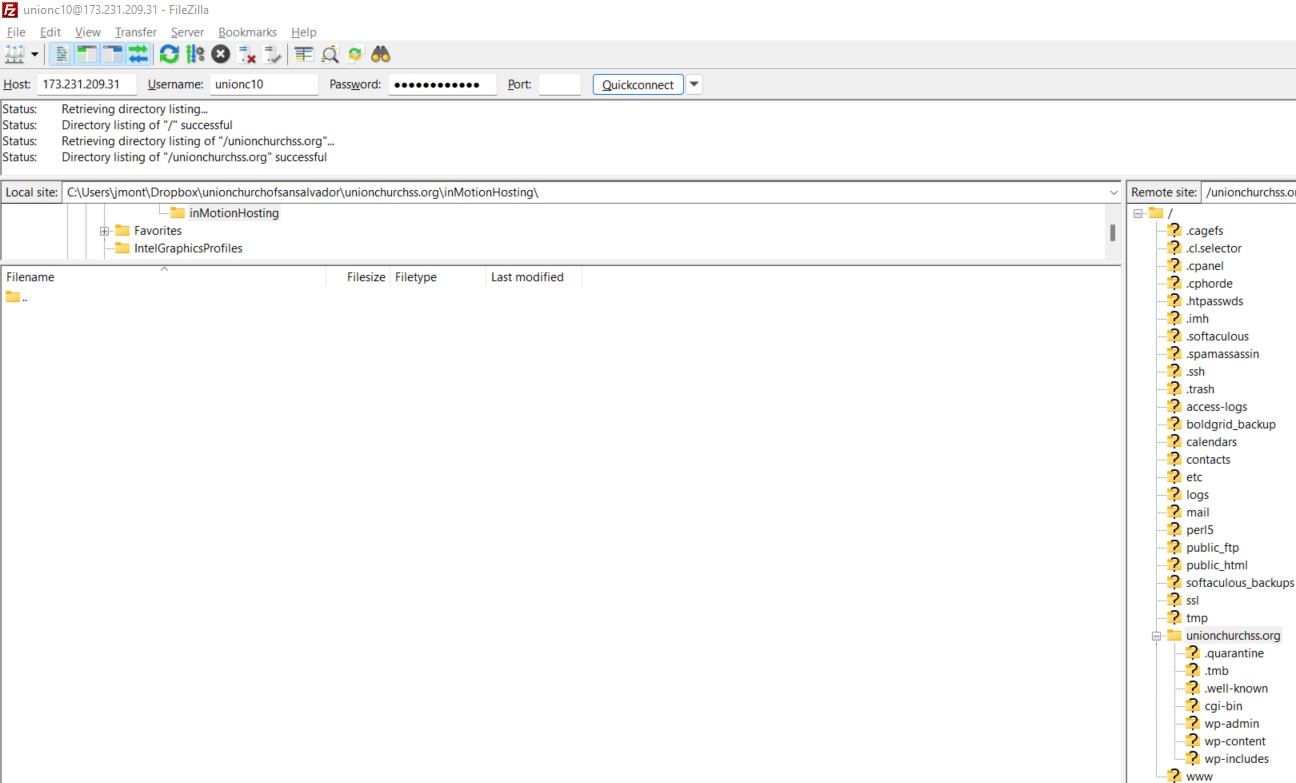 unionc10@173.231.209.31 - FileZilla
File Edit View Transfer Server Bookmarks Help
Host: 173.231.209.31 Username: unionc10 Password: ●●●●●●●●●●●● Port: Quickconnect
Status: Retrieving directory listing...
Status: Directory listing of "/" successful
Status: Retrieving directory listing of "/unionchurchss.org"...
Status: Directory listing of "/unionchurchss.org" successful
Local site: C:\Users\jmont\Dropbox\unionchurchofsansalvador\unionchurchss.org\inMotionHosting\
inMotionHosting
Favorites
IntelGraphicsProfiles
Filename Filesize Filetype Last modified
..
Remote site: /unionchurchss.or
/
.cagefs
.cl.selector
.cpanel
.cphorde
.htpasswds
.imh
.softaculous
.spamassassin
.ssh
.trash
access-logs
boldgrid_backup
calendars
contacts
etc
logs
mail
perl5
public_ftp
public_html
softaculous_backups
ssl
tmp
unionchurchss.org
.quarantine
.tmb
.well-known
cgi-bin
wp-admin
wp-content
wp-includes
www